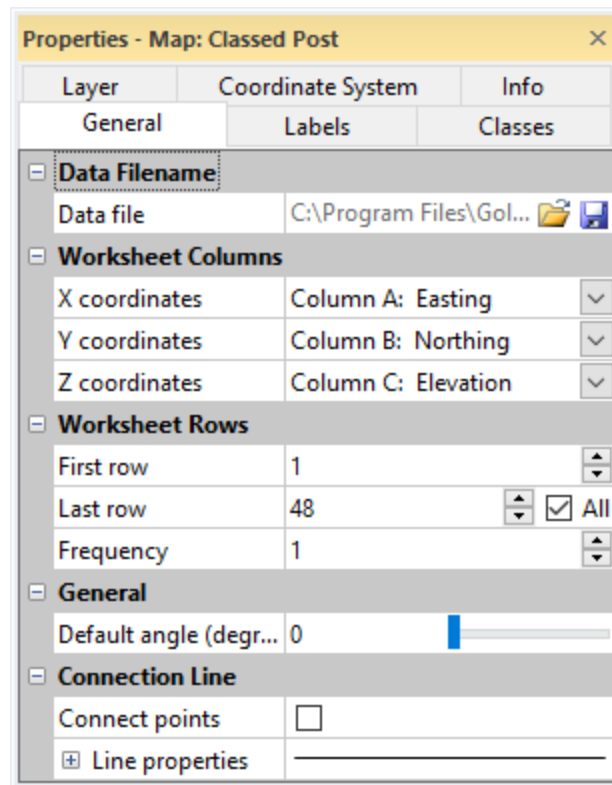 Properties - Map: Classed Post
Layer Coordinate System Info
General Labels Classes
Data Filename
Data file C:\Program Files\Gol...
Worksheet Columns
X coordinates Column A: Easting
Y coordinates Column B: Northing
Z coordinates Column C: Elevation
Worksheet Rows
First row 1
Last row 48 All
Frequency 1
General
Default angle (degr... 0
Connection Line
Connect points
Line properties